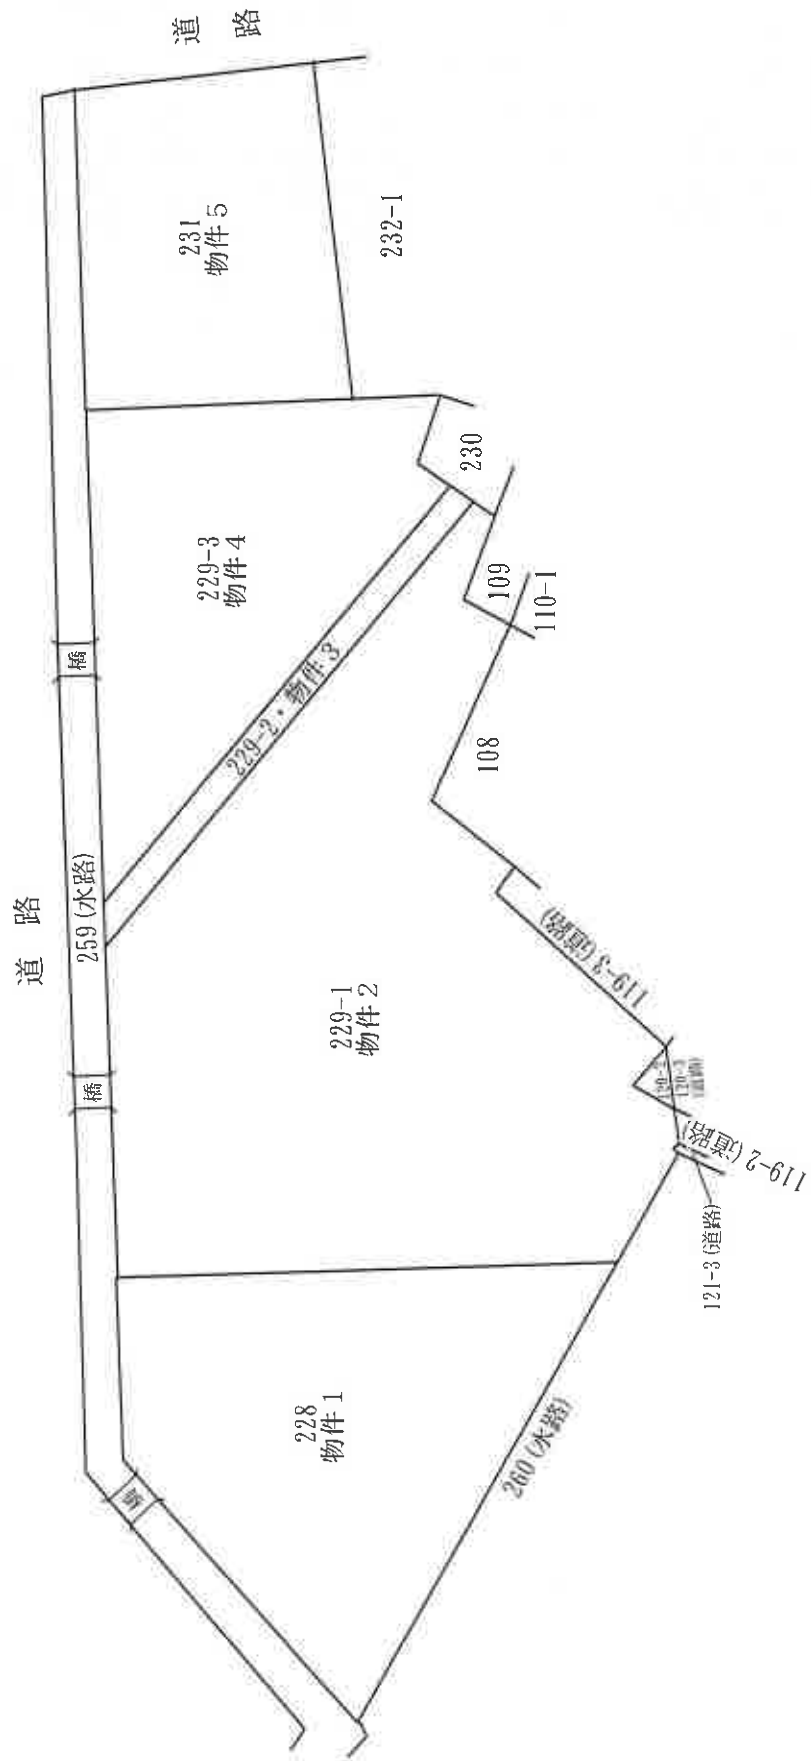 道 路
道 路
259 (水路)
橋
橋
橋
228
物件1
229-1
物件2
229-2・物件3
229-3
物件4
231
物件5
232-1
230
109
110-1
108
119-3 (道路)
120-2
120-3
(道路)
119-2 (道路)
121-3 (道路)
260 (水路)